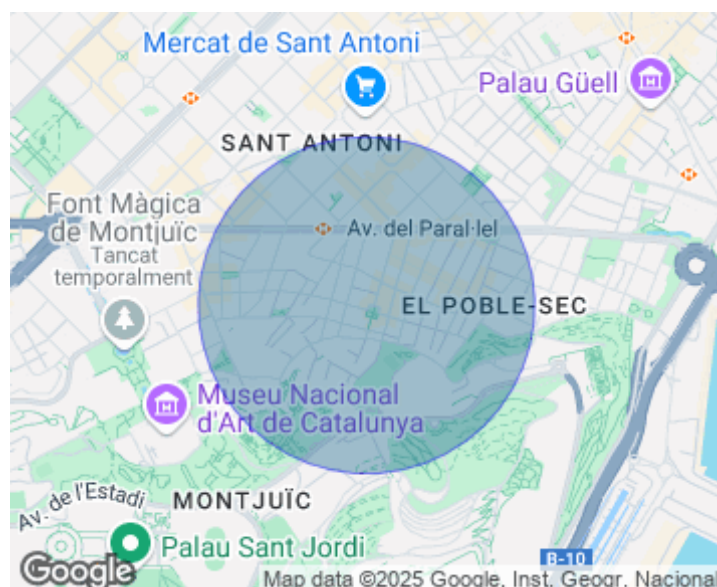 Mercat de Sant Antoni
Palau Güell
SANT ANTONI
Font Màgica
de Montjuïc
Tancat
temporalment
Av. del Paral·lel
EL POBLE-SEC
Museu Nacional
d'Art de Catalunya
Av. de l'Estadi
MONTJUÏC
Palau Sant Jordi
B-10
Google
Map data ©2025 Google, Inst. Geogr. Nacional